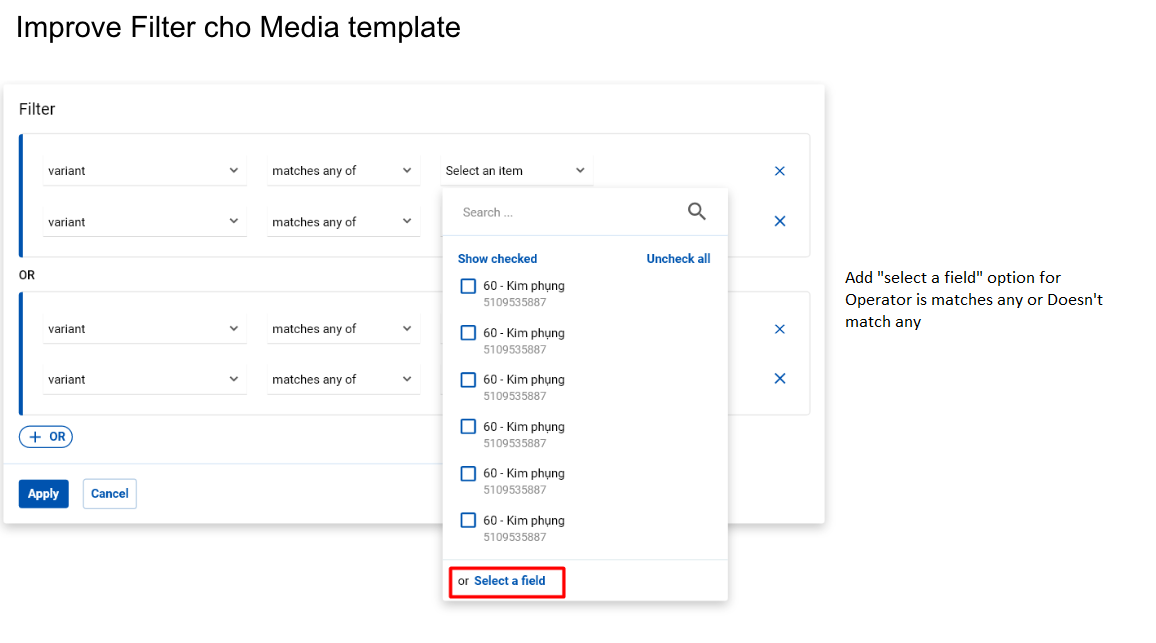 Improve Filter cho Media template
Filter
variant matches any of Select an item
variant matches any of
Search ...
Show checked Uncheck all
60 - Kim phụng
5109535887
60 - Kim phụng
5109535887
60 - Kim phụng
5109535887
60 - Kim phụng
5109535887
60 - Kim phụng
5109535887
60 - Kim phụng
5109535887
or Select a field
OR
variant matches any of
variant matches any of
+ OR
Apply Cancel
Add "select a field" option for
Operator is matches any or Doesn't
match any